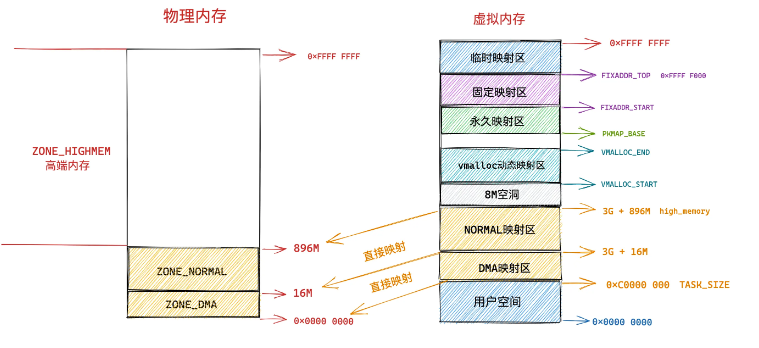 物理内存
0×FFFF FFFF
ZONE_HIGHMEM
高端内存
896M
ZONE_NORMAL
16M
ZONE_DMA
0×0000 0000
直接映射
直接映射
虚拟内存
0×FFFF FFFF
临时映射区
FIXADDR_TOP 0×FFFF F000
固定映射区
FIXADDR_START
永久映射区
PKMAP_BASE
VMALLOC_END
vmalloc动态映射区
VMALLOC_START
8M空洞
3G + 896M high_memory
NORMAL映射区
3G + 16M
DMA映射区
0×C0000 000 TASK_SIZE
用户空间
0×0000 0000